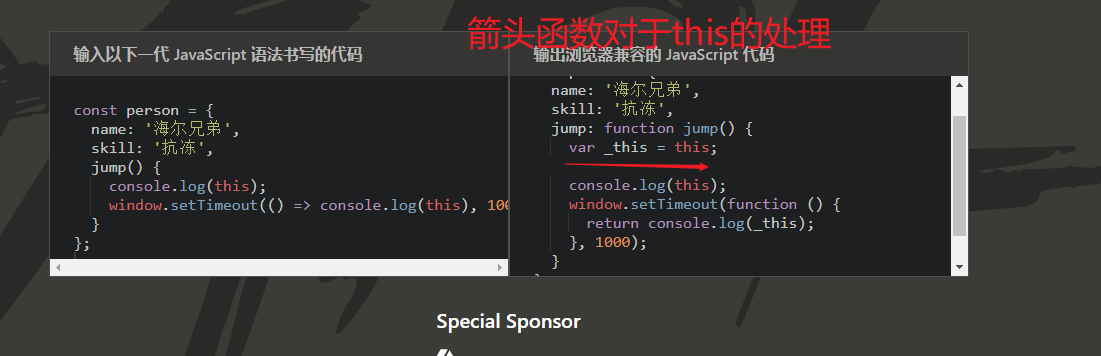 箭头函数对于this的处理
输入以下一代 JavaScript 语法书写的代码
const person = {
name: '海尔兄弟',
skill: '抗冻',
jump() {
console.log(this);
window.setTimeout(() => console.log(this), 100
}
};
输出浏览器兼容的 JavaScript 代码
name: '海尔兄弟',
skill: '抗冻',
jump: function jump() {
var _this = this;
console.log(this);
window.setTimeout(function () {
return console.log(_this);
}, 1000);
}
Special Sponsor